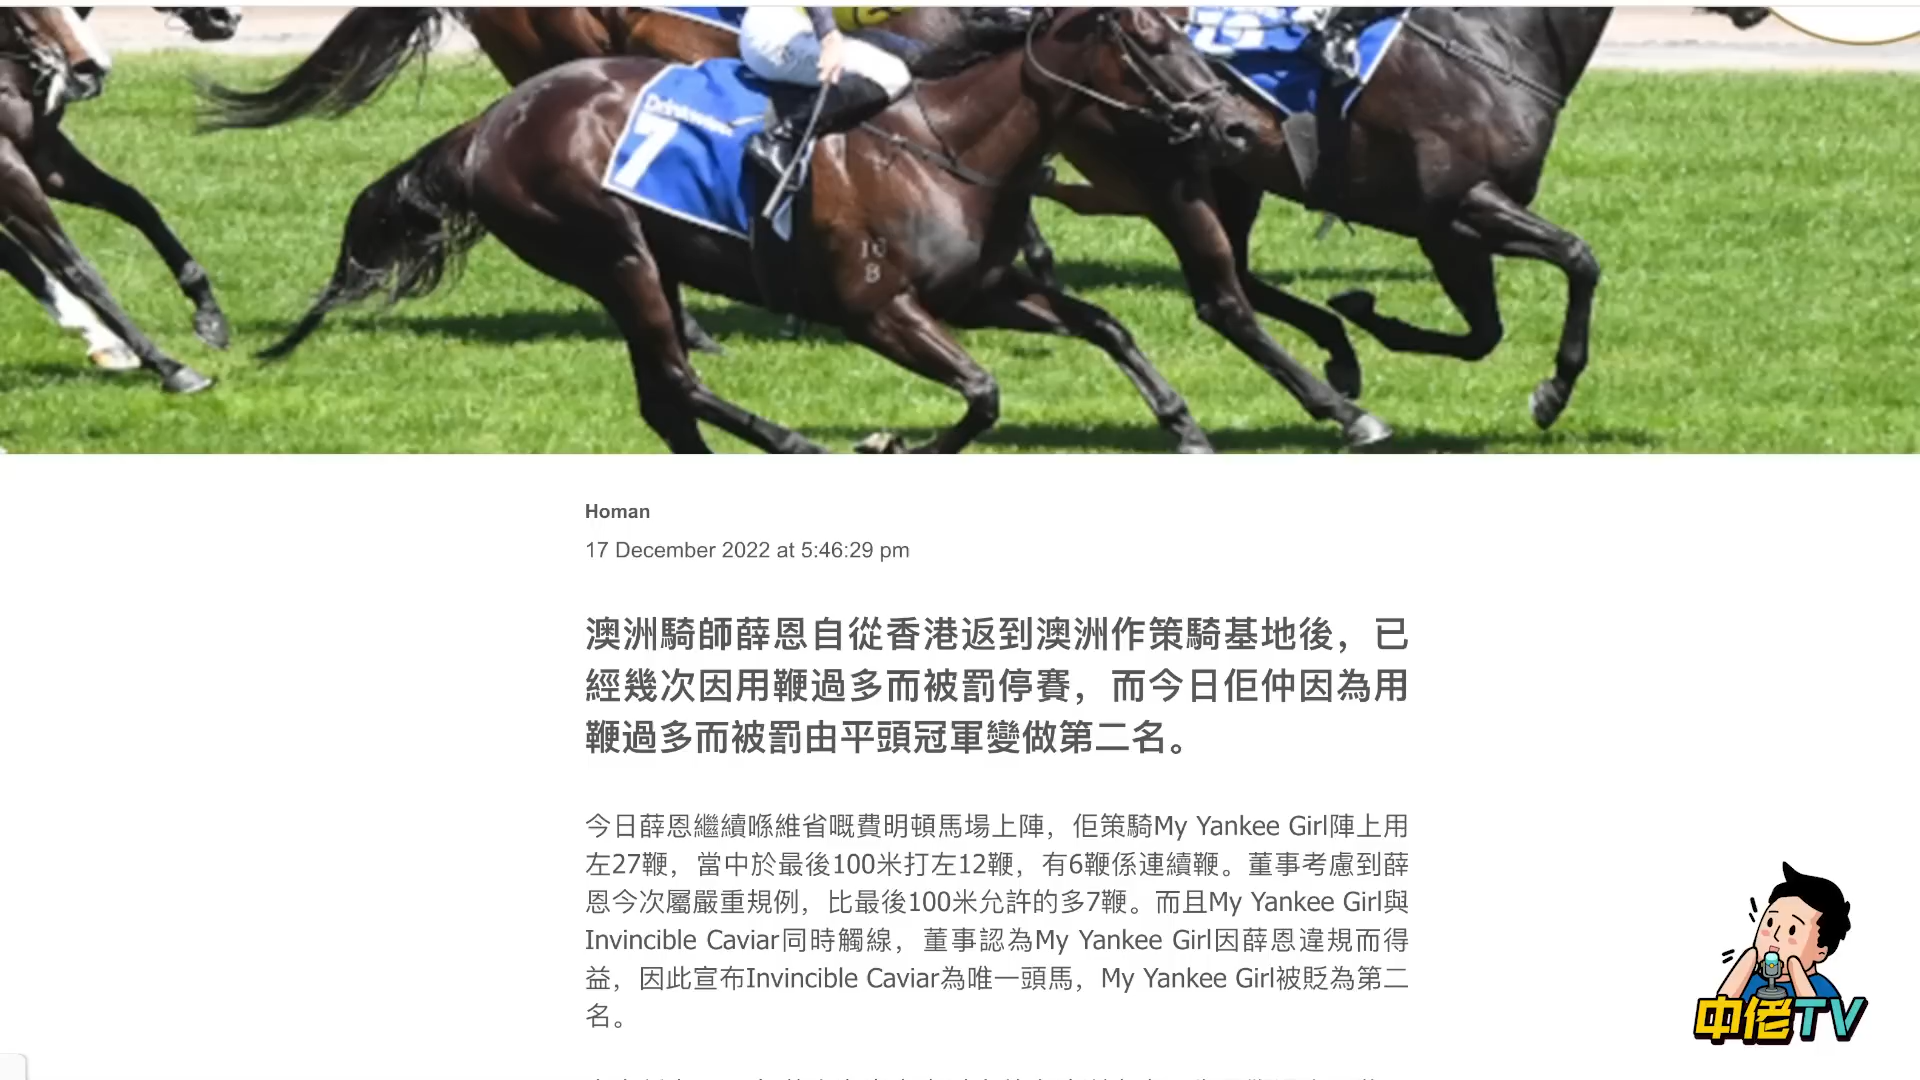 Drinkwise
7
Homan
17 December 2022 at 5:46:29 pm
澳洲騎師薛恩自從香港返到澳洲作策騎基地後，已
經幾次因用鞭過多而被罰停賽，而今日佢仲因為用
鞭過多而被罰由平頭冠軍變做第二名。
今日薛恩繼續喺維省嘅費明頓馬場上陣，佢策騎My Yankee Girl陣上用
左27鞭，當中於最後100米打左12鞭，有6鞭係連續鞭。董事考慮到薛
恩今次屬嚴重規例，比最後100米允許的多7鞭。而且My Yankee Girl與
Invincible Caviar同時觸線，董事認為My Yankee Girl因薛恩違規而得
益，因此宣布Invincible Caviar為唯一頭馬，My Yankee Girl被貶為第二
名。
中佬TV